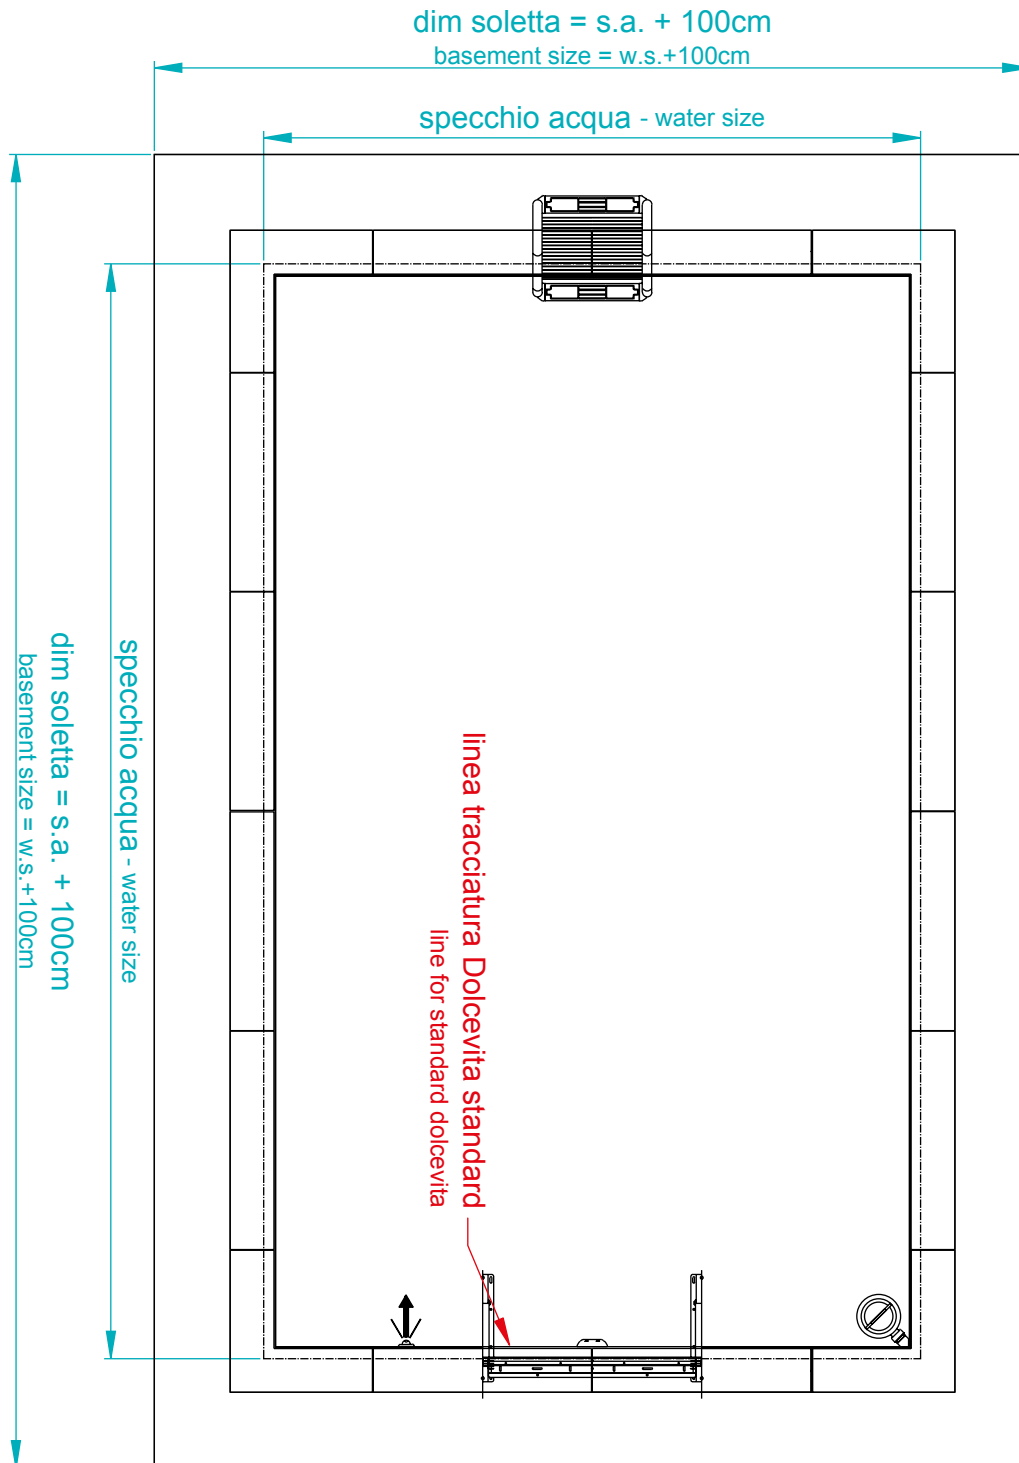 dim soletta = s.a. + 100cm
basement size = w.s.+100cm
specchio acqua - water size
specchio acqua - water size
dim soletta = s.a. + 100cm
basement size = w.s.+100cm
linea tracciatura Dolcevita standard
line for standard dolcevita